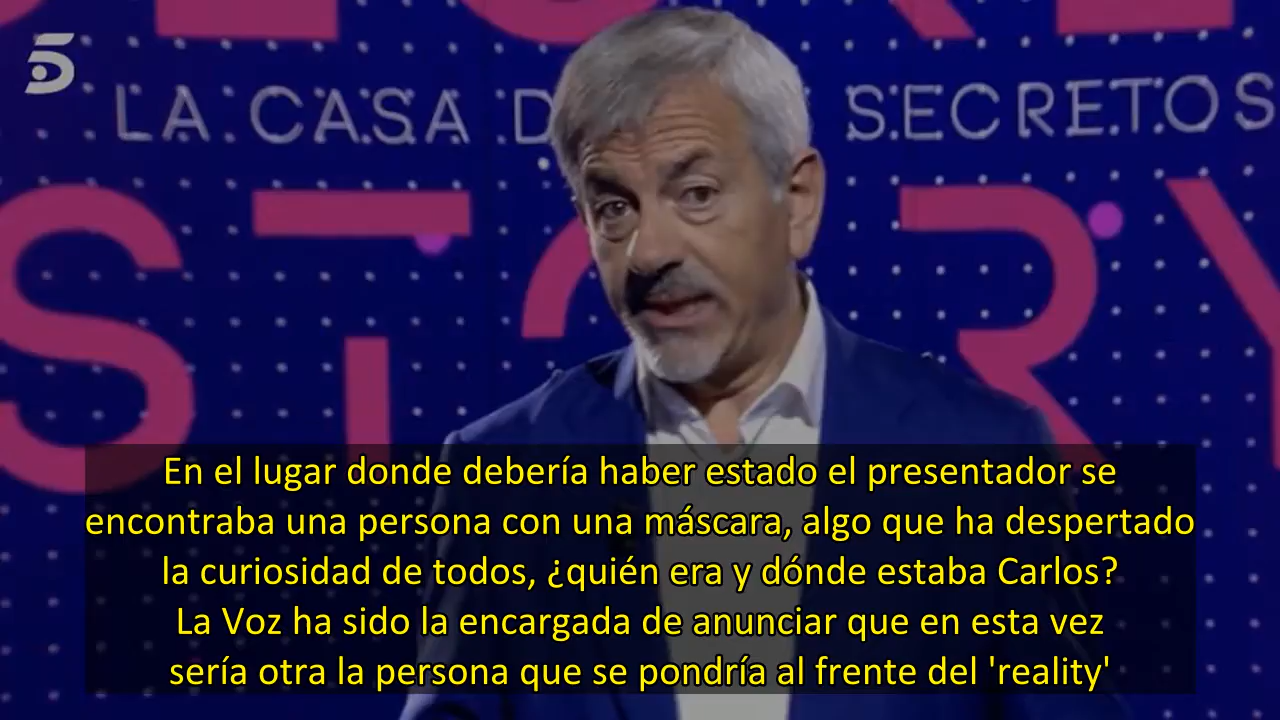 5
LA CASA D SECRETOS
STORY
En el lugar donde debería haber estado el presentador se
encontraba una persona con una máscara, algo que ha despertado
la curiosidad de todos, ¿quién era y dónde estaba Carlos?
La Voz ha sido la encargada de anunciar que en esta vez
sería otra la persona que se pondría al frente del 'reality'